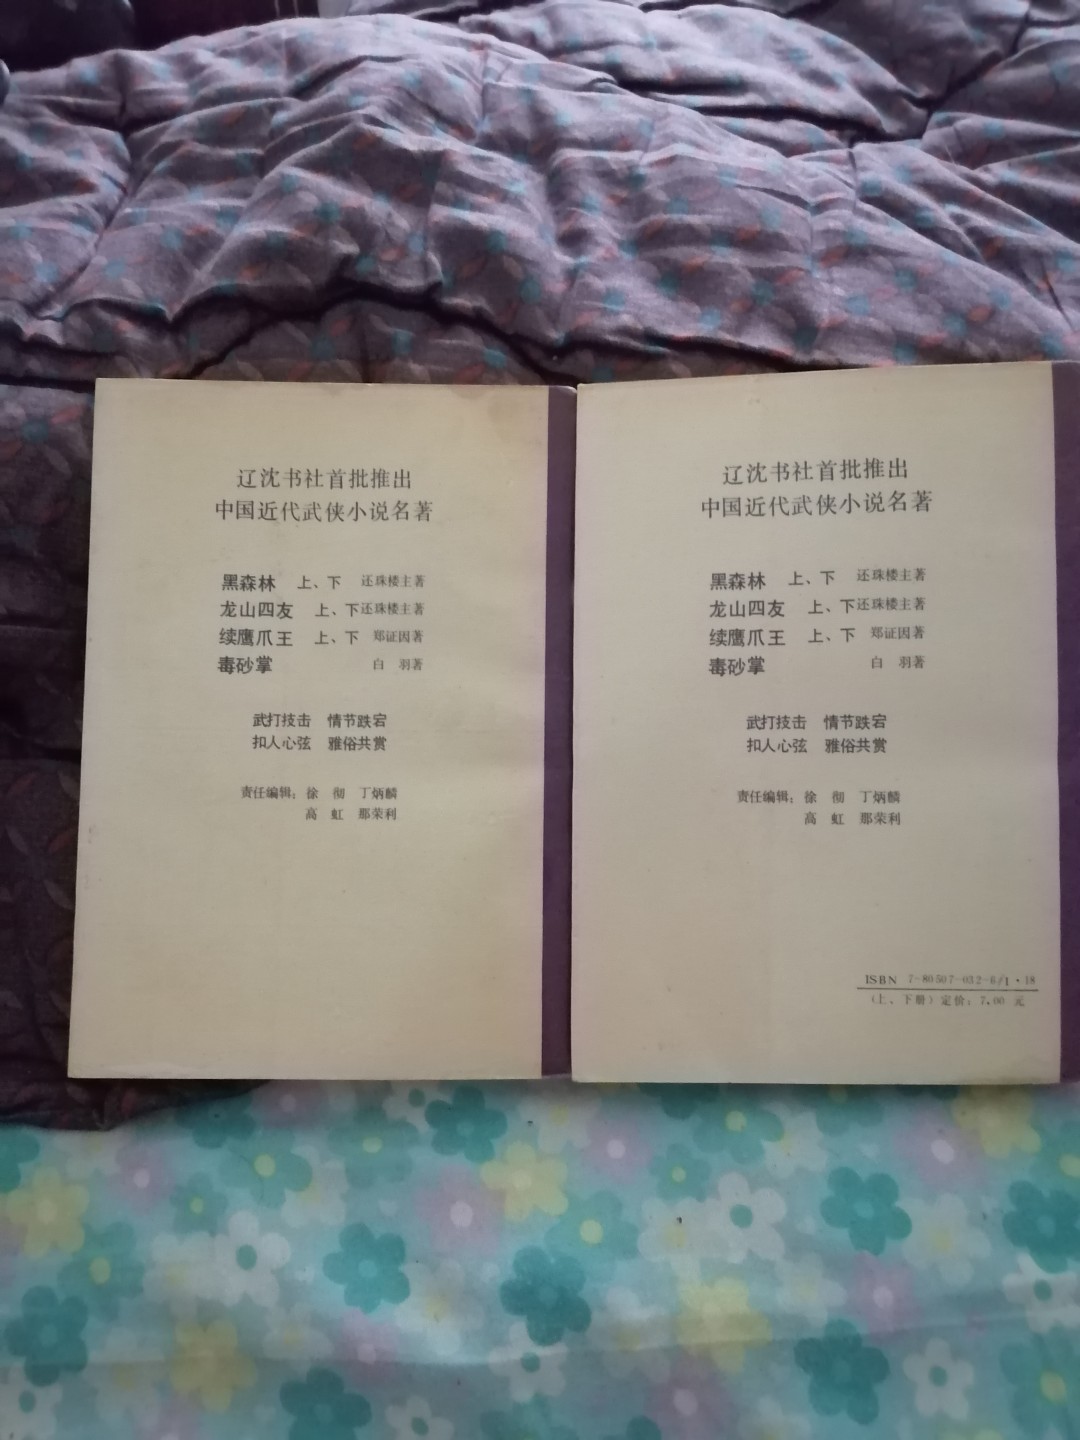 辽沈书社首批推出
中国近代武侠小说名著
黑森林 上、下 还珠楼主著
龙山四友 上、下还珠楼主著
续鹰爪王 上、下 郑证因著
毒砂掌 白 羽著
武打技击 情节跌宕
扣人心弦 雅俗共赏
责任编辑：徐 彻 丁炳麟
高 虹 那荣利
辽沈书社首批推出
中国近代武侠小说名著
黑森林 上、下 还珠楼主著
龙山四友 上、下还珠楼主著
续鹰爪王 上、下 郑证因著
毒砂掌 白 羽著
武打技击 情节跌宕
扣人心弦 雅俗共赏
责任编辑：徐 彻 丁炳麟
高 虹 那荣利
ISBN 7-80507-032-6/I·18
（上、下册）定价：7.00 元